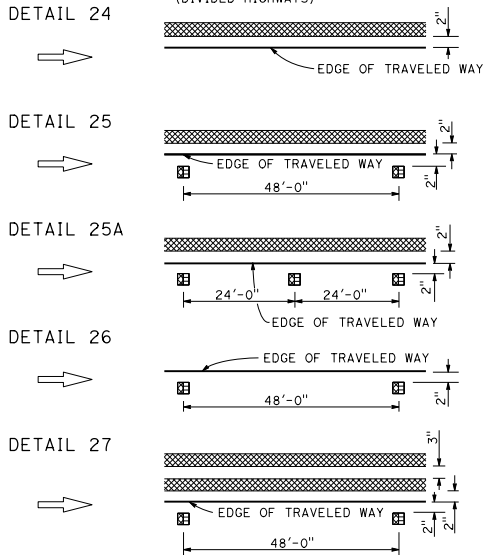 (DIVIDED HIGHWAYS)
DETAIL 24
2"
EDGE OF TRAVELED WAY
DETAIL 25
2"
EDGE OF TRAVELED WAY
2"
48'-0"
DETAIL 25A
2"
24'-0" 24'-0"
2"
EDGE OF TRAVELED WAY
DETAIL 26
EDGE OF TRAVELED WAY
2"
48'-0"
DETAIL 27
3"
EDGE OF TRAVELED WAY
2" 2"
48'-0"